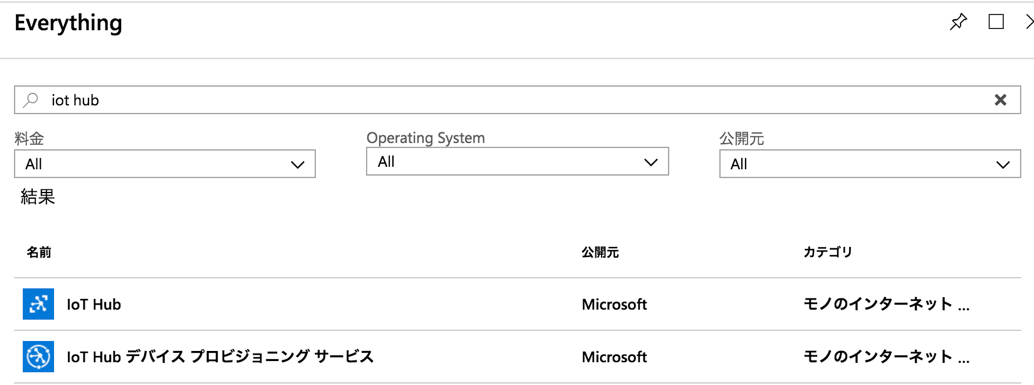 Everything
iot hub
料金 Operating System 公開元
All All All
結果
名前 公開元 カテゴリ
IoT Hub Microsoft モノのインターネット ...
IoT Hub デバイス プロビジョニング サービス Microsoft モノのインターネット ...